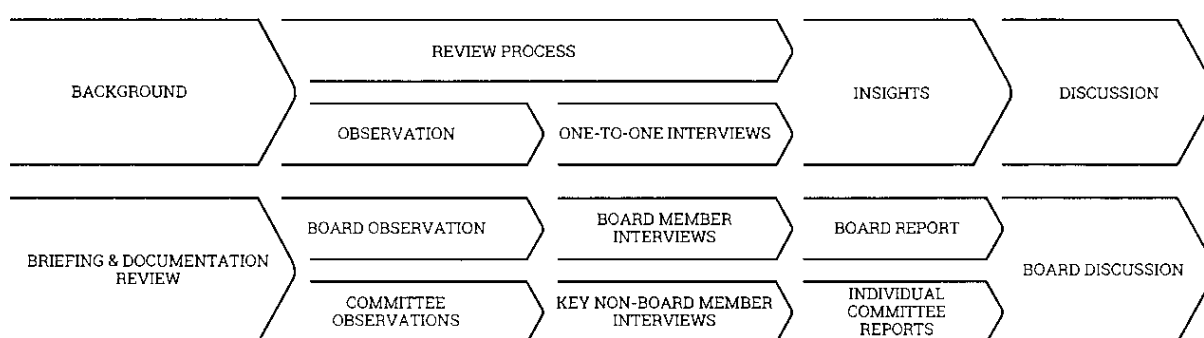 REVIEW PROCESS
BACKGROUND
INSIGHTS
DISCUSSION
OBSERVATION
ONE-TO-ONE INTERVIEWS
BOARD OBSERVATION
BOARD MEMBER
INTERVIEWS
BOARD REPORT
BRIEFING & DOCUMENTATION
REVIEW
BOARD DISCUSSION
COMMITTEE
OBSERVATIONS
KEY NON-BOARD MEMBER
INTERVIEWS
INDIVIDUAL
COMMITTEE
REPORTS